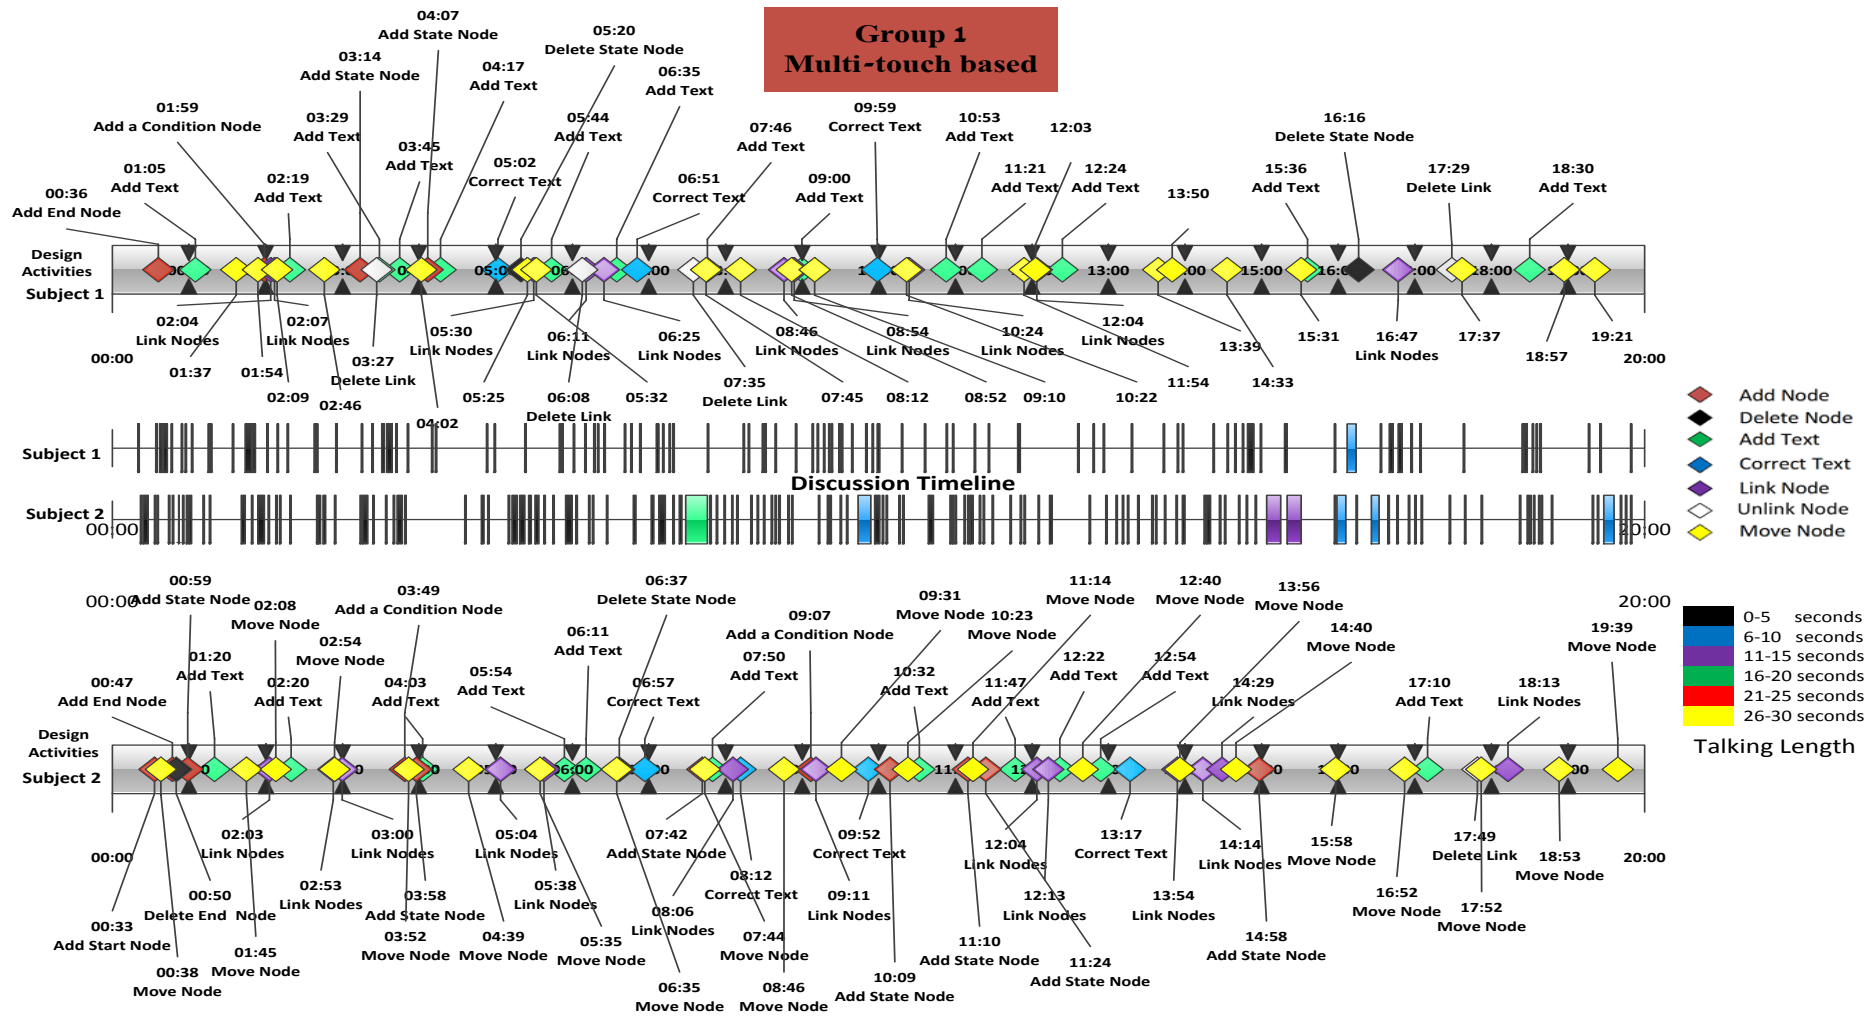 Group 1
Multi-touch based
04:07
Add State Node
05:20
Delete State Node
03:14
Add State Node
04:17
Add Text
06:35
Add Text
01:59
Add a Condition Node
03:29
Add Text
05:44
Add Text
07:46
Add Text
09:59
Correct Text
10:53
Add Text
12:03
16:16
Delete State Node
01:05
Add Text
03:45
Add Text
02:19
Add Text
05:02
Correct Text
06:51
Correct Text
09:00
Add Text
11:21
Add Text
12:24
Add Text
13:50
15:36
Add Text
17:29
Delete Link
18:30
Add Text
00:36
Add End Node
Design
Activities
Subject 1
13:00
15:00
18:00
00:00
02:04
Link Nodes
02:07
Link Nodes
05:30
Link Nodes
06:11
Link Nodes
06:25
Link Nodes
08:46
Link Nodes
08:54
Link Nodes
10:24
Link Nodes
12:04
Link Nodes
13:39
15:31
16:47
Link Nodes
17:37
18:57
19:21
20:00
01:37
01:54
03:27
Delete Link
02:09
02:46
04:02
05:25
06:08
Delete Link
05:32
07:35
Delete Link
07:45
08:12
08:52
09:10
10:22
11:54
14:33
Add Node
Delete Node
Add Text
Correct Text
Link Node
Unlink Node
Move Node
Subject 1
Discussion Timeline
Subject 2
00:00
20:00
00:00
20:00
00:59
Add State Node
02:08
Move Node
03:49
Add a Condition Node
06:37
Delete State Node
09:31
Move Node
11:14
Move Node
12:40
Move Node
13:56
Move Node
10:23
Move Node
09:07
Add a Condition Node
02:54
Move Node
06:11
Add Text
14:40
Move Node
19:39
Move Node
01:20
Add Text
02:20
Add Text
04:03
Add Text
05:54
Add Text
06:57
Correct Text
07:50
Add Text
10:32
Add Text
11:47
Add Text
12:22
Add Text
12:54
Add Text
14:29
Link Nodes
17:10
Add Text
18:13
Link Nodes
00:47
Add End Node
0-5 seconds
6-10 seconds
11-15 seconds
16-20 seconds
21-25 seconds
26-30 seconds
Talking Length
Design
Activities
Subject 2
00:00
02:03
Link Nodes
03:00
Link Nodes
05:04
Link Nodes
07:42
Add State Node
09:52
Correct Text
12:04
Link Nodes
13:17
Correct Text
14:14
Link Nodes
15:58
Move Node
17:49
Delete Link
18:53
Move Node
20:00
00:50
Delete End Node
02:53
Link Nodes
03:58
Add State Node
05:38
Link Nodes
08:12
Correct Text
08:06
Link Nodes
09:11
Link Nodes
12:13
Link Nodes
13:54
Link Nodes
16:52
Move Node
17:52
Move Node
00:33
Add Start Node
01:45
Move Node
03:52
Move Node
04:39
Move Node
05:35
Move Node
07:44
Move Node
11:10
Add State Node
14:58
Add State Node
00:38
Move Node
06:35
Move Node
08:46
Move Node
10:09
Add State Node
11:24
Add State Node